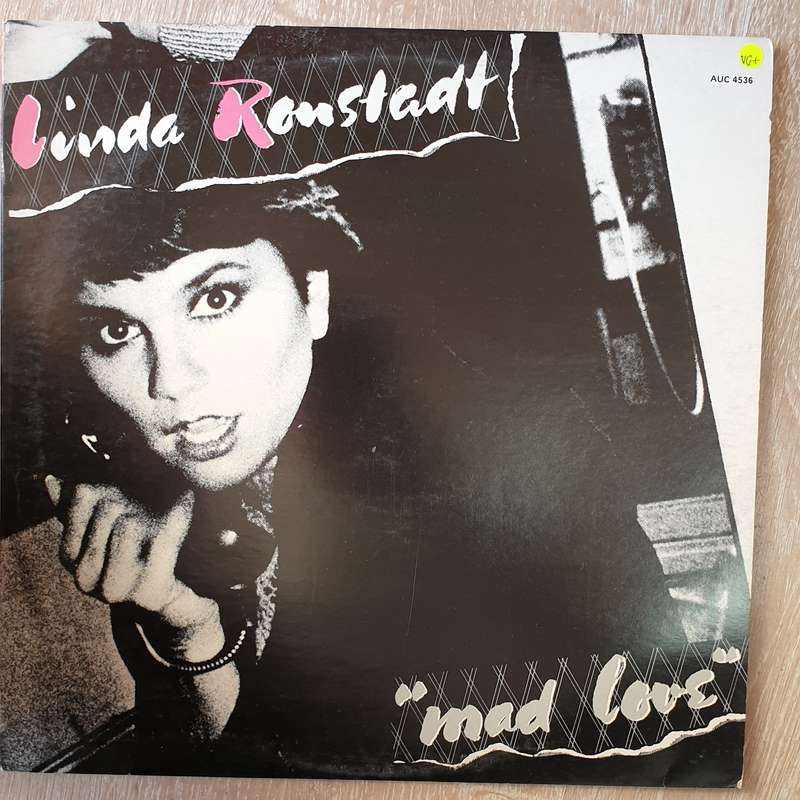 Linda Ronstadt
VG+
AUC 4536
"mad love"